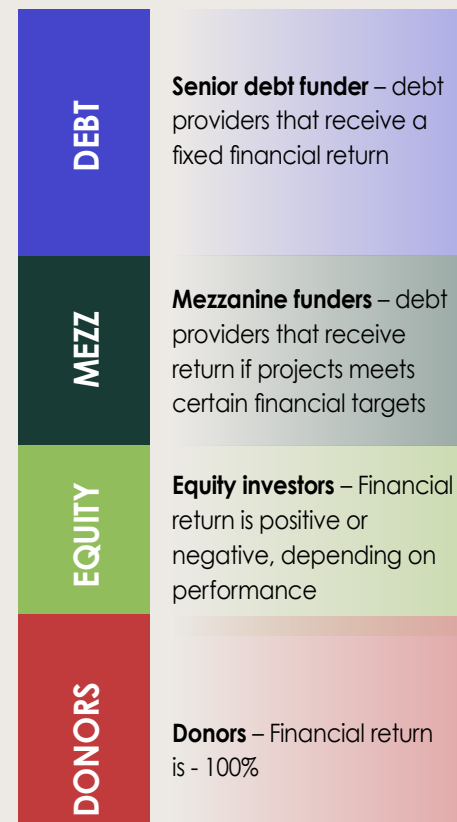 DEBT
Senior debt funder – debt
providers that receive a
fixed financial return
MEZZ
Mezzanine funders – debt
providers that receive
return if projects meets
certain financial targets
EQUITY
Equity investors – Financial
return is positive or
negative, depending on
performance
DONORS
Donors – Financial return
is - 100%